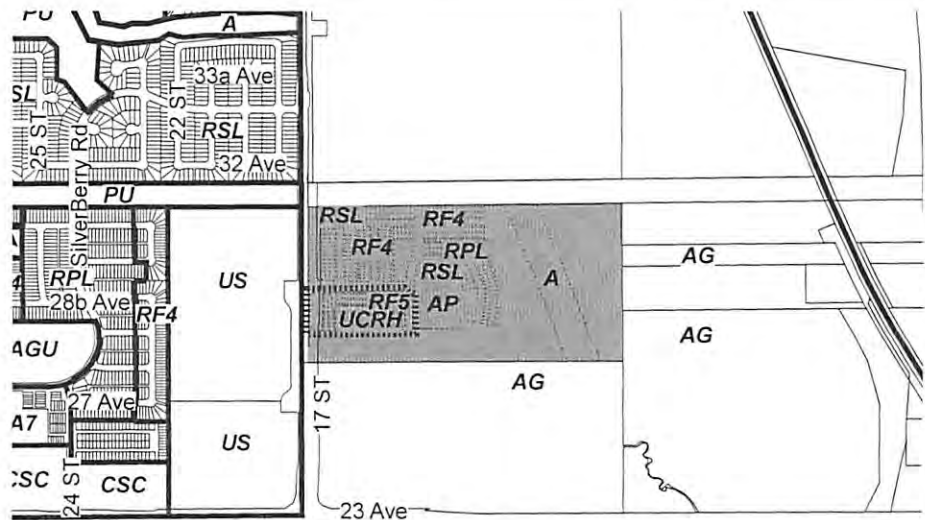 PU
A
33a Ave
SL
25 ST
SilverBerry Rd
22 ST
RSL
32 Ave
PU
RSL
RF4
RF4
RPL
RSL
A
RPL
US
AG
28b Ave
RF4
RF5
UCRH
AP
AG
AGU
17 ST
AG
27 Ave
A7
US
CSC
24 ST
CSC
23 Ave